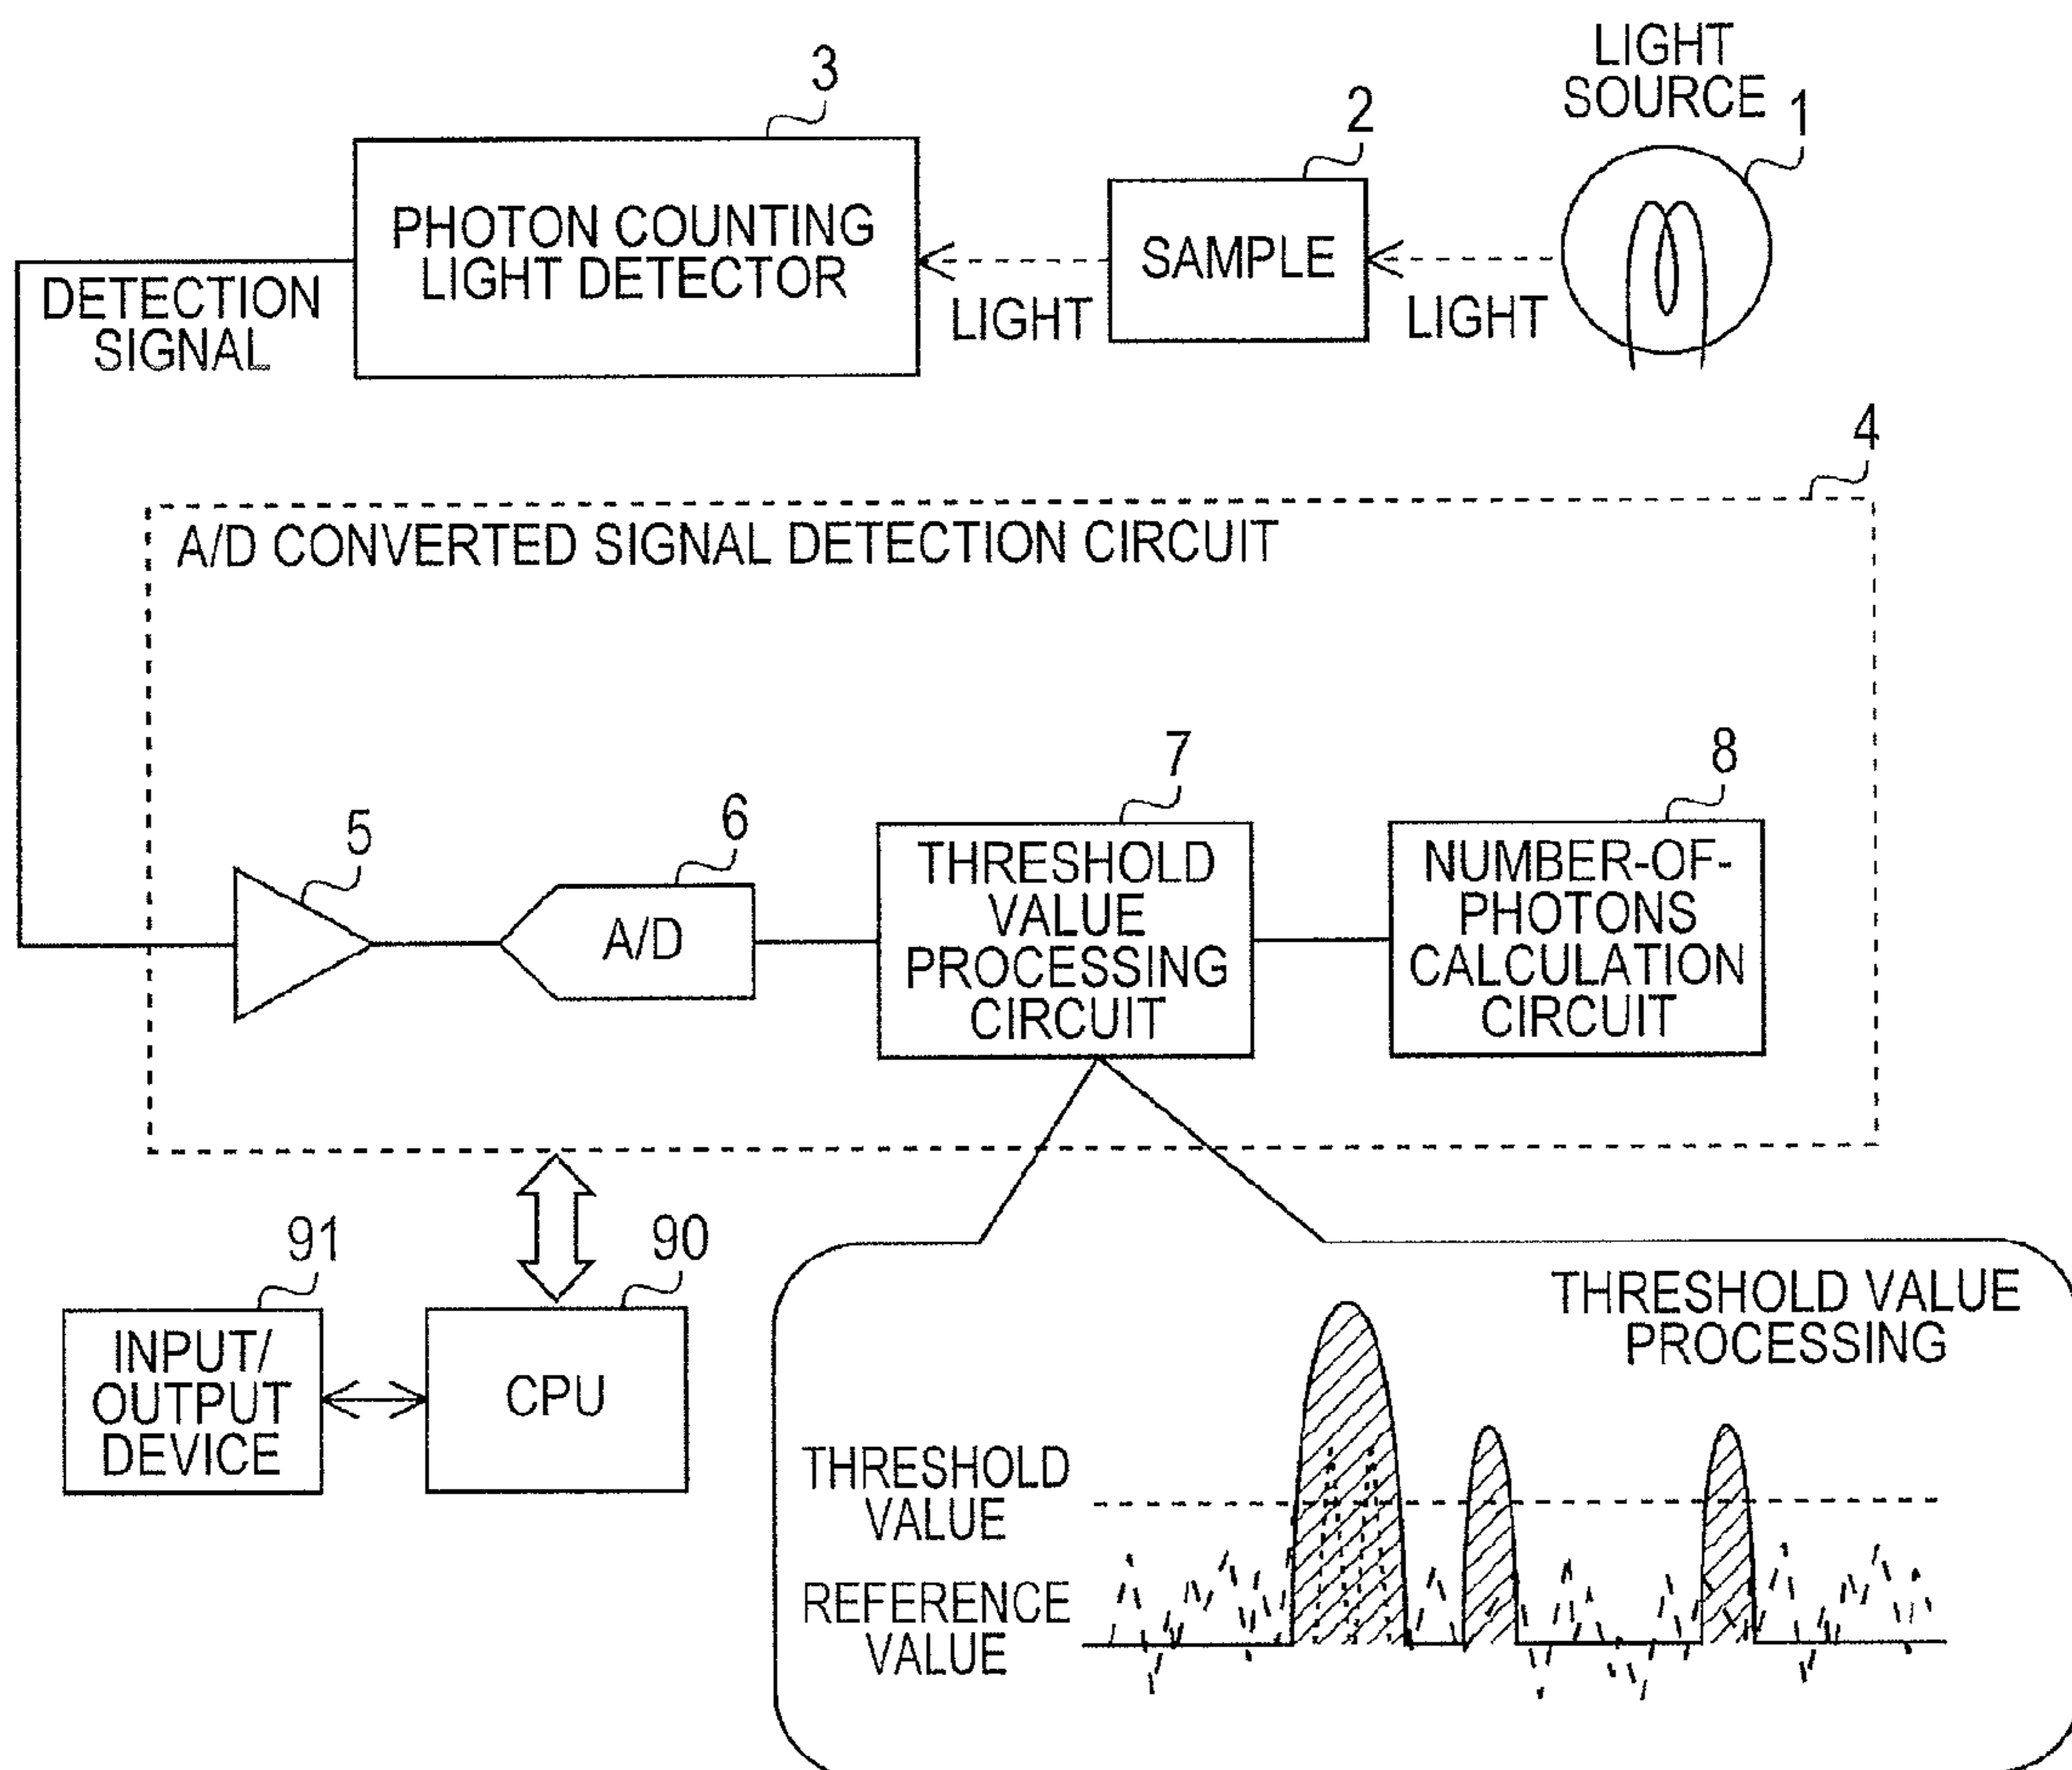 LIGHT
SOURCE
1
2
3
PHOTON COUNTING
LIGHT DETECTOR
SAMPLE
LIGHT
LIGHT
DETECTION
SIGNAL
4
A/D CONVERTED SIGNAL DETECTION CIRCUIT
5
6
A/D
7
THRESHOLD
VALUE
PROCESSING
CIRCUIT
8
NUMBER-OF-
PHOTONS
CALCULATION
CIRCUIT
91
INPUT/
OUTPUT
DEVICE
90
CPU
THRESHOLD VALUE
PROCESSING
THRESHOLD
VALUE
REFERENCE
VALUE